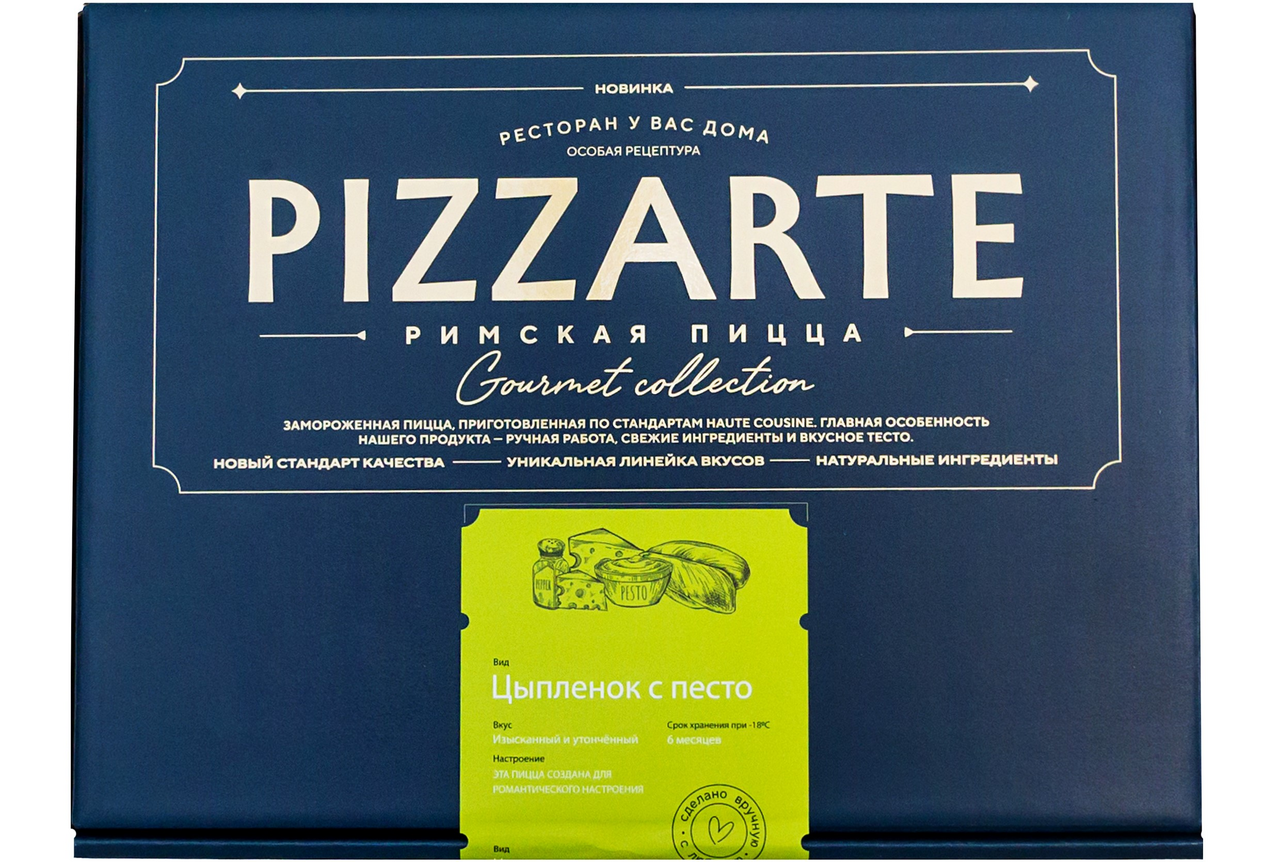 НОВИНКА
РЕСТОРАН У ВАС ДОМА
ОСОБАЯ РЕЦЕПТУРА
PIZZARTE
РИМСКАЯ ПИЦЦА
Gourmet collection
ЗАМОРОЖЕННАЯ ПИЦЦА, ПРИГОТОВЛЕННАЯ ПО СТАНДАРТАМ HAUTE COUSINE. ГЛАВНАЯ ОСОБЕННОСТЬ
НАШЕГО ПРОДУКТА – РУЧНАЯ РАБОТА, СВЕЖИЕ ИНГРЕДИЕНТЫ И ВКУСНОЕ ТЕСТО.
НОВЫЙ СТАНДАРТ КАЧЕСТВА УНИКАЛЬНАЯ ЛИНЕЙКА ВКУСОВ НАТУРАЛЬНЫЕ ИНГРЕДИЕНТЫ
PEPPER
PESTO
Вид
Цыпленок с песто
Вкус
Изысканный и утончённый
Срок хранения при -18ºC
6 месяцев
Настроение
ЭТА ПИЦЦА СОЗДАНА ДЛЯ
РОМАНТИЧЕСКОГО НАСТРОЕНИЯ
сделано вручную
Вид